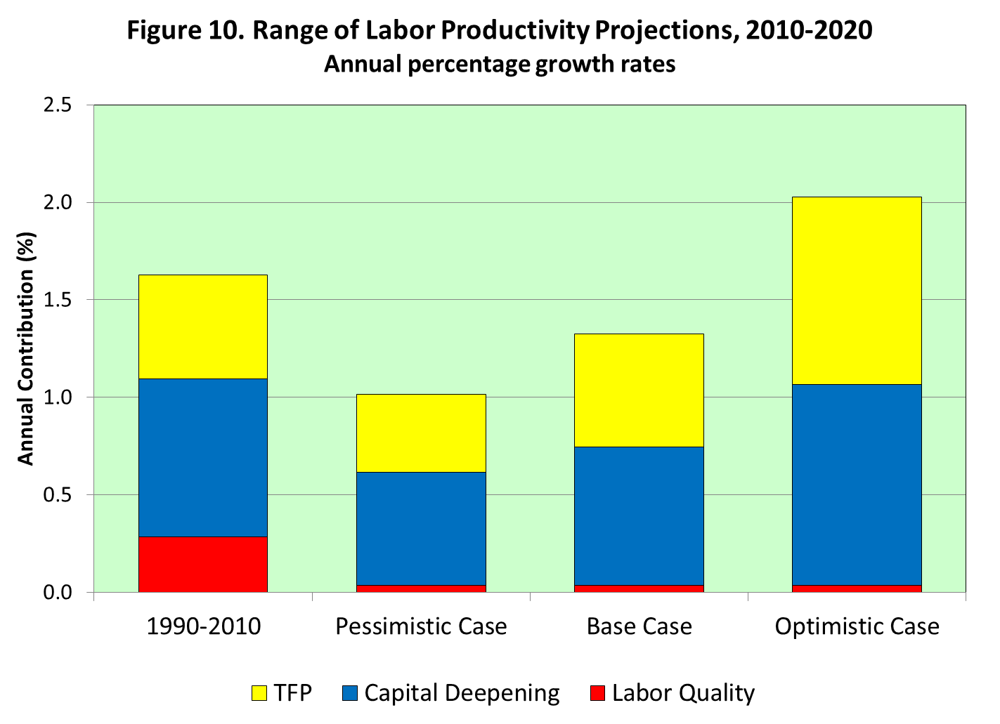 Figure 10. Range of Labor Productivity Projections, 2010-2020
Annual percentage growth rates
2.5
2.0
1.5
1.0
0.5
0.0
Annual Contribution (%)
1990-2010 Pessimistic Case Base Case Optimistic Case
TFP Capital Deepening Labor Quality